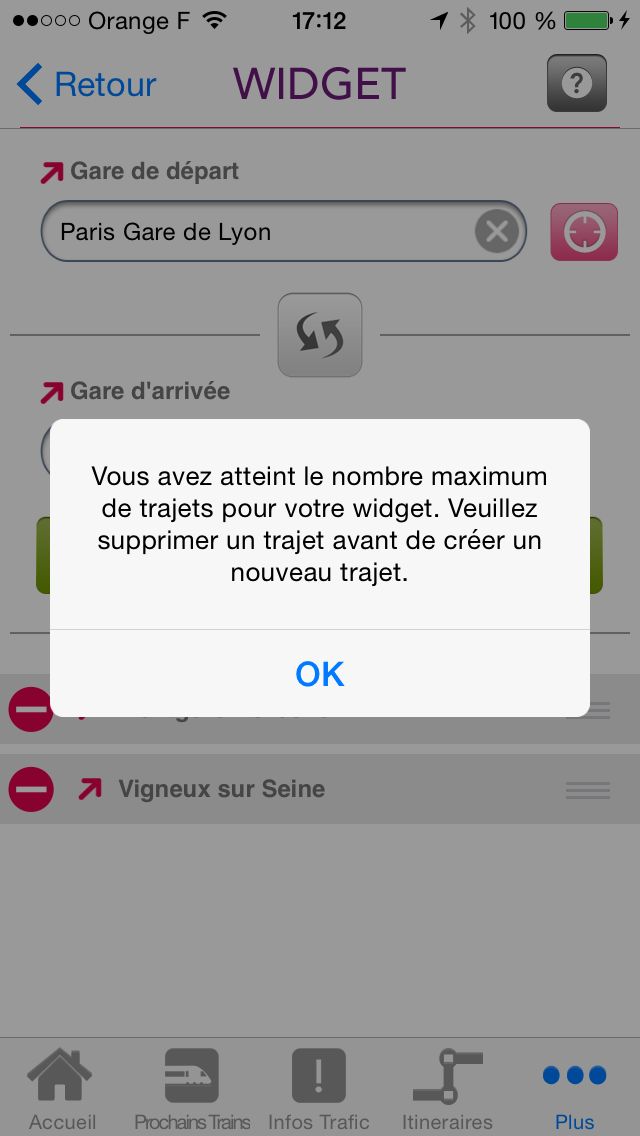 Orange F 17:12 100 %
Retour WIDGET ?
Gare de départ
Paris Gare de Lyon
Gare d'arrivée
Vous avez atteint le nombre maximum
de trajets pour votre widget. Veuillez
supprimer un trajet avant de créer un
nouveau trajet.
OK
Vigneux sur Seine
Accueil Prochains Trains Infos Trafic Itineraires Plus